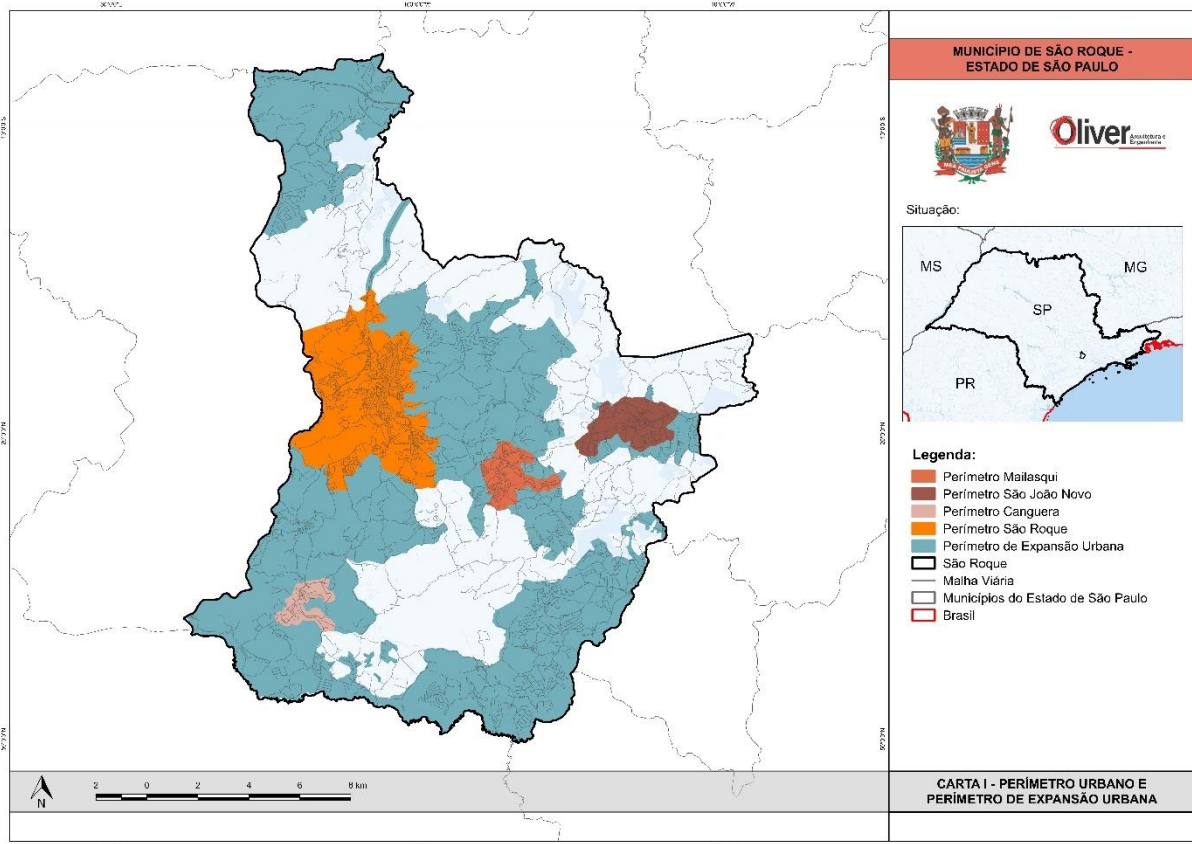 MUNICÍPIO DE SÃO ROQUE -
ESTADO DE SÃO PAULO
Oliver
Arquitetura e
Engenharia
Situação:
MS
MG
SP
PR
Legenda:
Perímetro Mailasqui
Perímetro São João Novo
Perímetro Canguera
Perímetro São Roque
Perímetro de Expansão Urbana
São Roque
Malha Viária
Municípios do Estado de São Paulo
Brasil
N
2 0 2 4 6 8 km
CARTA I - PERÍMETRO URBANO E
PERÍMETRO DE EXPANSÃO URBANA